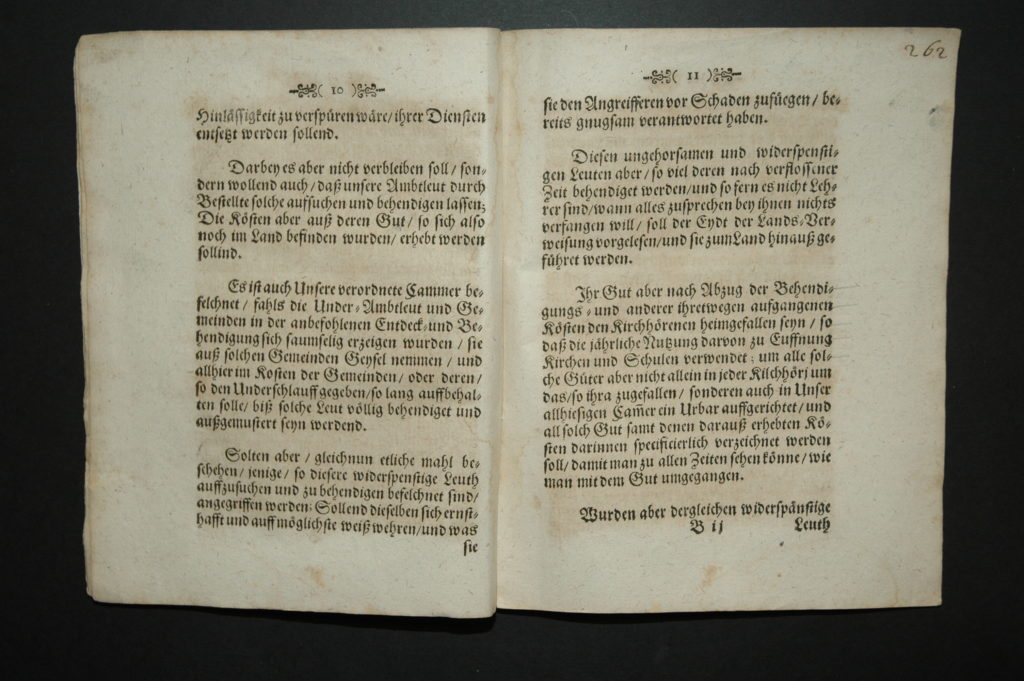 ( 10 )
Hinlässigkeit zu verspüren wäre/ ihrer Diensten
entsetzt werden sollend.
Darbey es aber nicht verbleiben soll / son-
dern wollend auch / daß unsere Ambtleut durch
Bestellte solche aufsuchen und behendigen lassen;
Die Kösten aber auß deren Gut / so sich also
noch im Land befinden wurden / erhebt werden
sollind.
Es ist auch Unsere verordnete Cammer be-
felchnet / fahls die Under-Ambtleut und Ge-
meinden in der anbefohlenen Entdeck-und Be-
hendigung sich saumselig erzeigen wurden / sie
auß solchen Gemeinden Geysel nemmen / und
allhier im Kosten der Gemeinden / oder deren /
so den Underschlauff gegeben/ so lang auffbehal-
ten solle / biß solche Leut völlig behendiget und
außgemustert seyn werdend.
Solten aber / gleich nun etliche mahl be-
schehen / jenige / so diesere widerspenstige Leuth
auffzusuchen und zu behendigen befelchnet sind/
angegriffen werden; Sollend dieselben sich ernst-
hafft und auff möglichste weiß wehren/ und was
sie
262
( 11 )
sie den Angreifferen vor Schaden zufüegen / be-
reits gnugsam verantwortet haben.
Diesen ungehorsamen und widerspensti-
gen Leuten aber / so viel deren nach verflossener
Zeit behendiget werden/ und so fern es nicht Leh-
rer sind / wann alles zusprechen bey ihnen nichts
verfangen will / soll der Eydt der Lands-Ver-
weisung vorgelesen/und sie zum Land hinauß ge-
führet werden.
Ihr Gut aber nach Abzug der Behendi-
gungs- und anderer ihretwegen aufgangenen
Kösten den Kirchhörenen heimgefallen seyn / so
daß die jährliche Nutzung darvon zu Euffnung
Kirchen und Schulen verwendet; um alle sol-
che Güter aber nicht allein in jeder Kilchhöri um
das/ so ihra zugefallen / sonderen auch in Unser
allhiesigen Cam̃er ein Urbar auffgerichtet / und
all solch Gut samt denen darauß erhebten Kö-
sten darinnen specificierlich verzeichnet werden
soll/ damit man zu allen Zeiten sehen könne / wie
man mit dem Gut umgegangen.
Wurden aber dergleichen widerspänstige
B ij Leuth